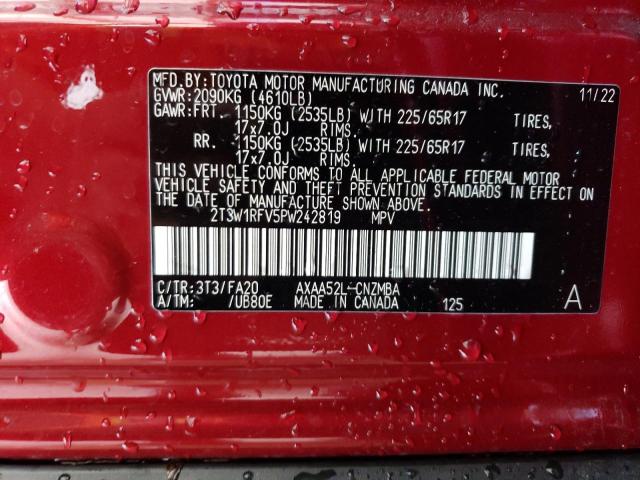 MFD.BY:TOYOTA MOTOR MANUFACTURING CANADA INC. 11/22
GVWR:2090KG (4610LB)
GAWR:FRT. 1150KG (2535LB) WITH 225/65R17 TIRES,
17x7.0J RIMS.
RR. 1150KG (2535LB) WITH 225/65R17 TIRES,
17x7.0J RIMS.
THIS VEHICLE CONFORMS TO ALL APPLICABLE FEDERAL MOTOR
VEHICLE SAFETY AND THEFT PREVENTION STANDARDS IN EFFECT ON
THE DATE OF MANUFACTURE SHOWN ABOVE.
2T3W1RFV5PW242819 MPV
C/TR:3T3/FA20 AXAA52L-CNZMBA
A/TM: /UB80E MADE IN CANADA 125 A